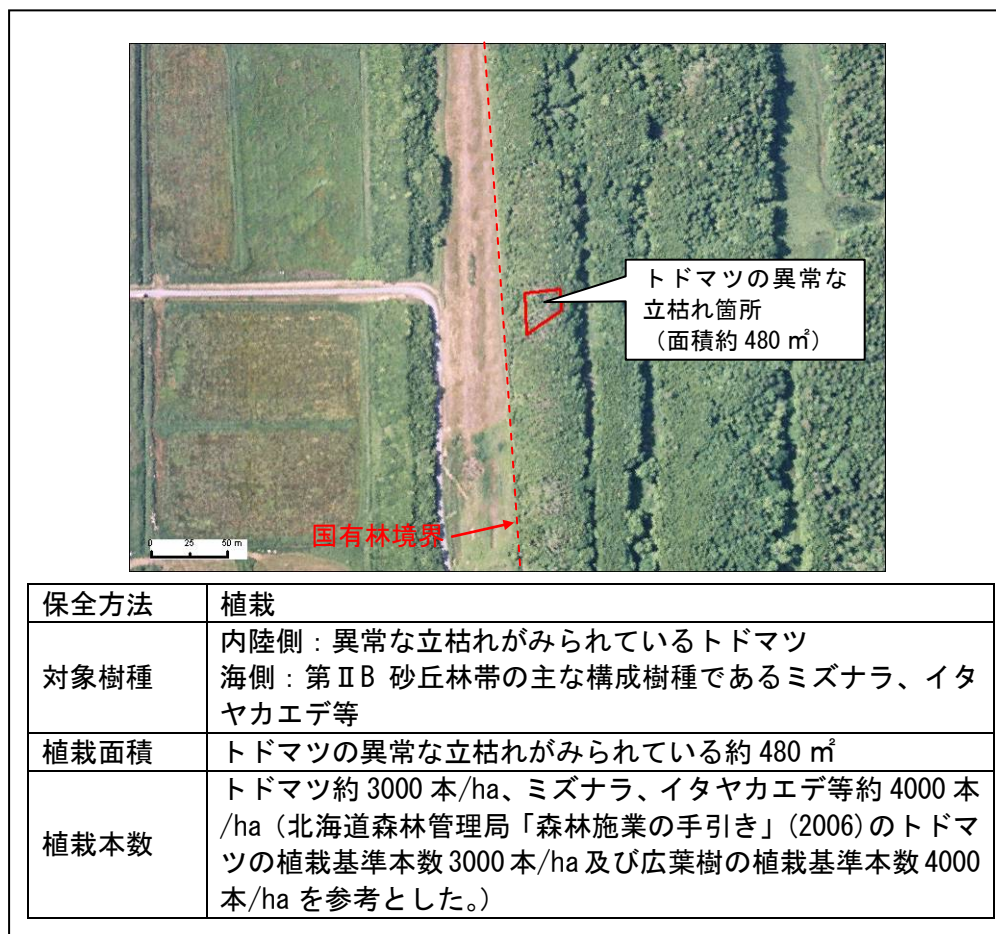 トドマツの異常な
立枯れ箇所
(面積約 480 ㎡)
国有林境界
0 25 50 m
保全方法 植栽
対象樹種 内陸側：異常な立枯れがみられているトドマツ
海側：第ⅡB 砂丘林帯の主な構成樹種であるミズナラ、イタ
ヤカエデ等
植栽面積 トドマツの異常な立枯れがみられている約 480 ㎡
植栽本数 トドマツ約 3000 本/ha、ミズナラ、イタヤカエデ等約 4000 本
/ha（北海道森林管理局「森林施業の手引き」(2006)のトドマ
ツの植栽基準本数 3000 本/ha 及び広葉樹の植栽基準本数 4000
本/ha を参考とした。）